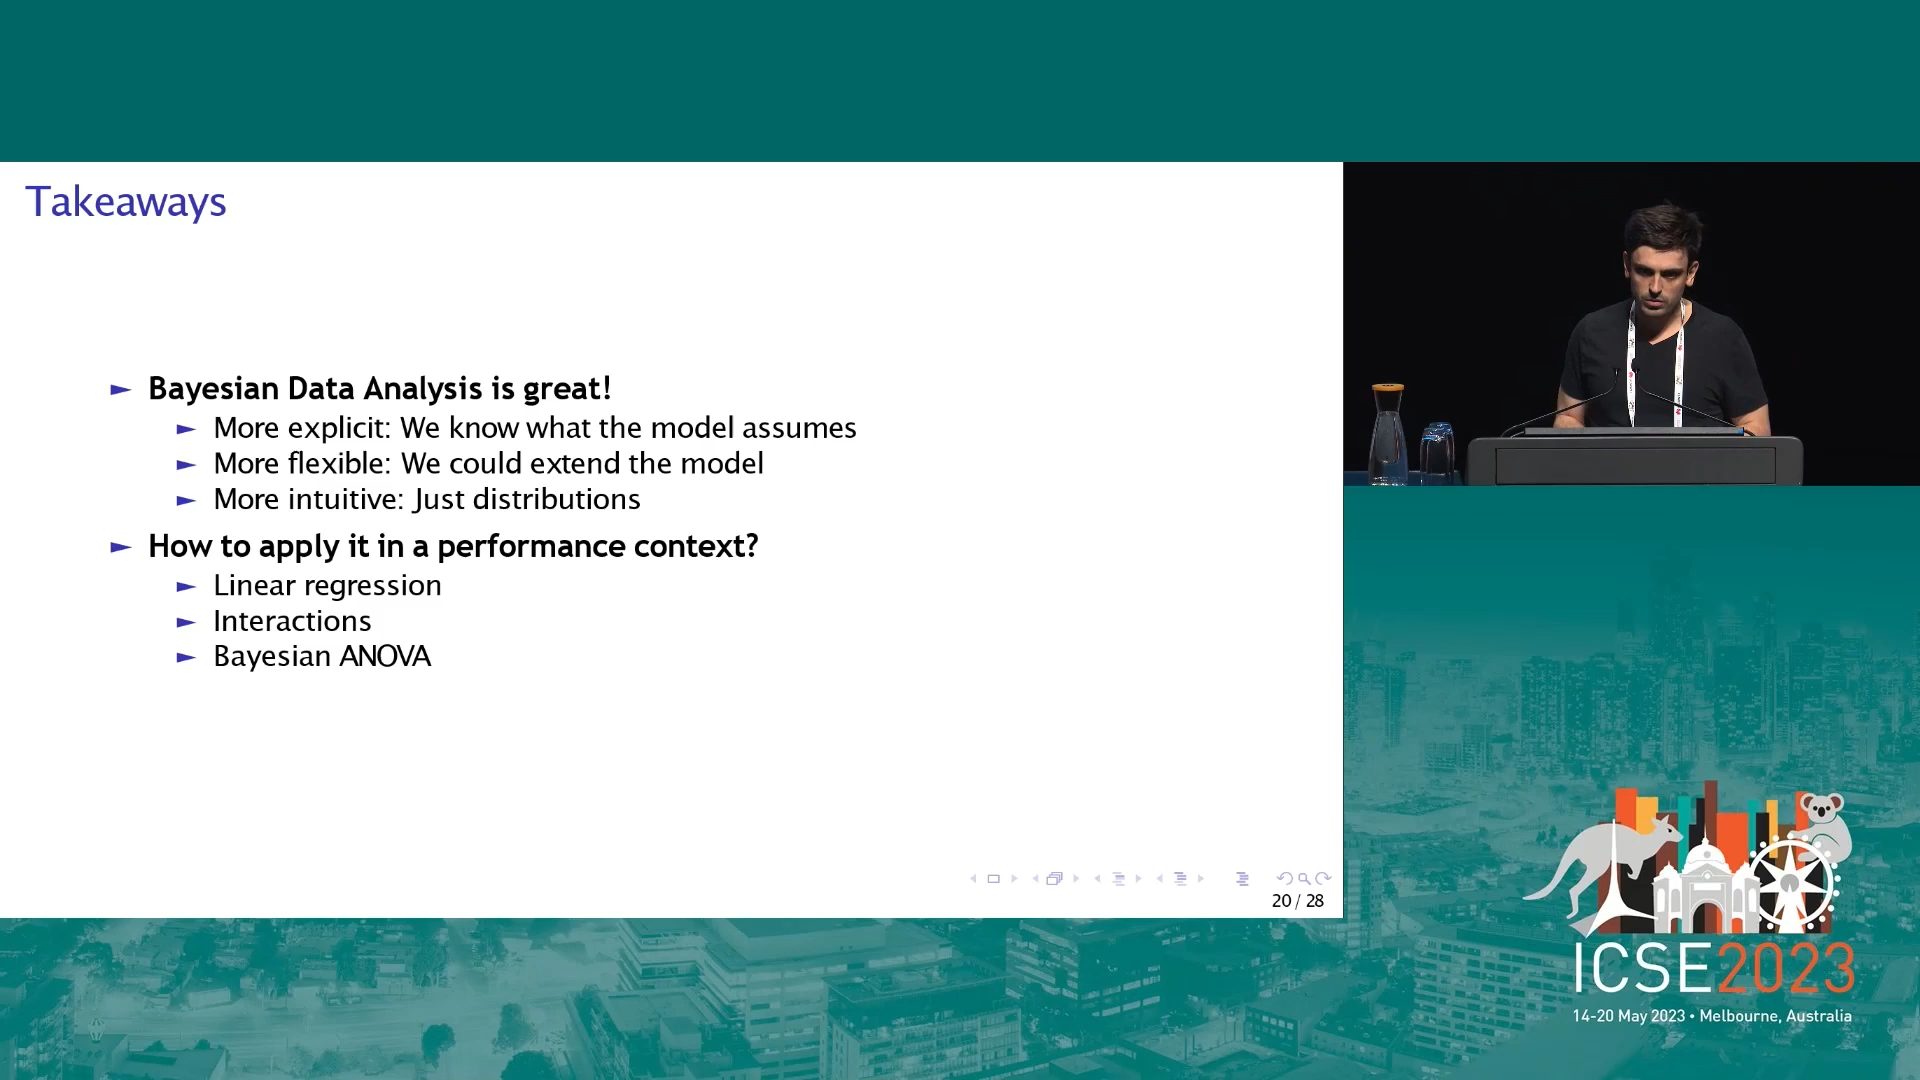 Takeaways
► Bayesian Data Analysis is great!
► More explicit: We know what the model assumes
► More flexible: We could extend the model
► More intuitive: Just distributions
► How to apply it in a performance context?
► Linear regression
► Interactions
► Bayesian ANOVA
20 / 28
ICSE2023
14-20 May 2023 • Melbourne, Australia